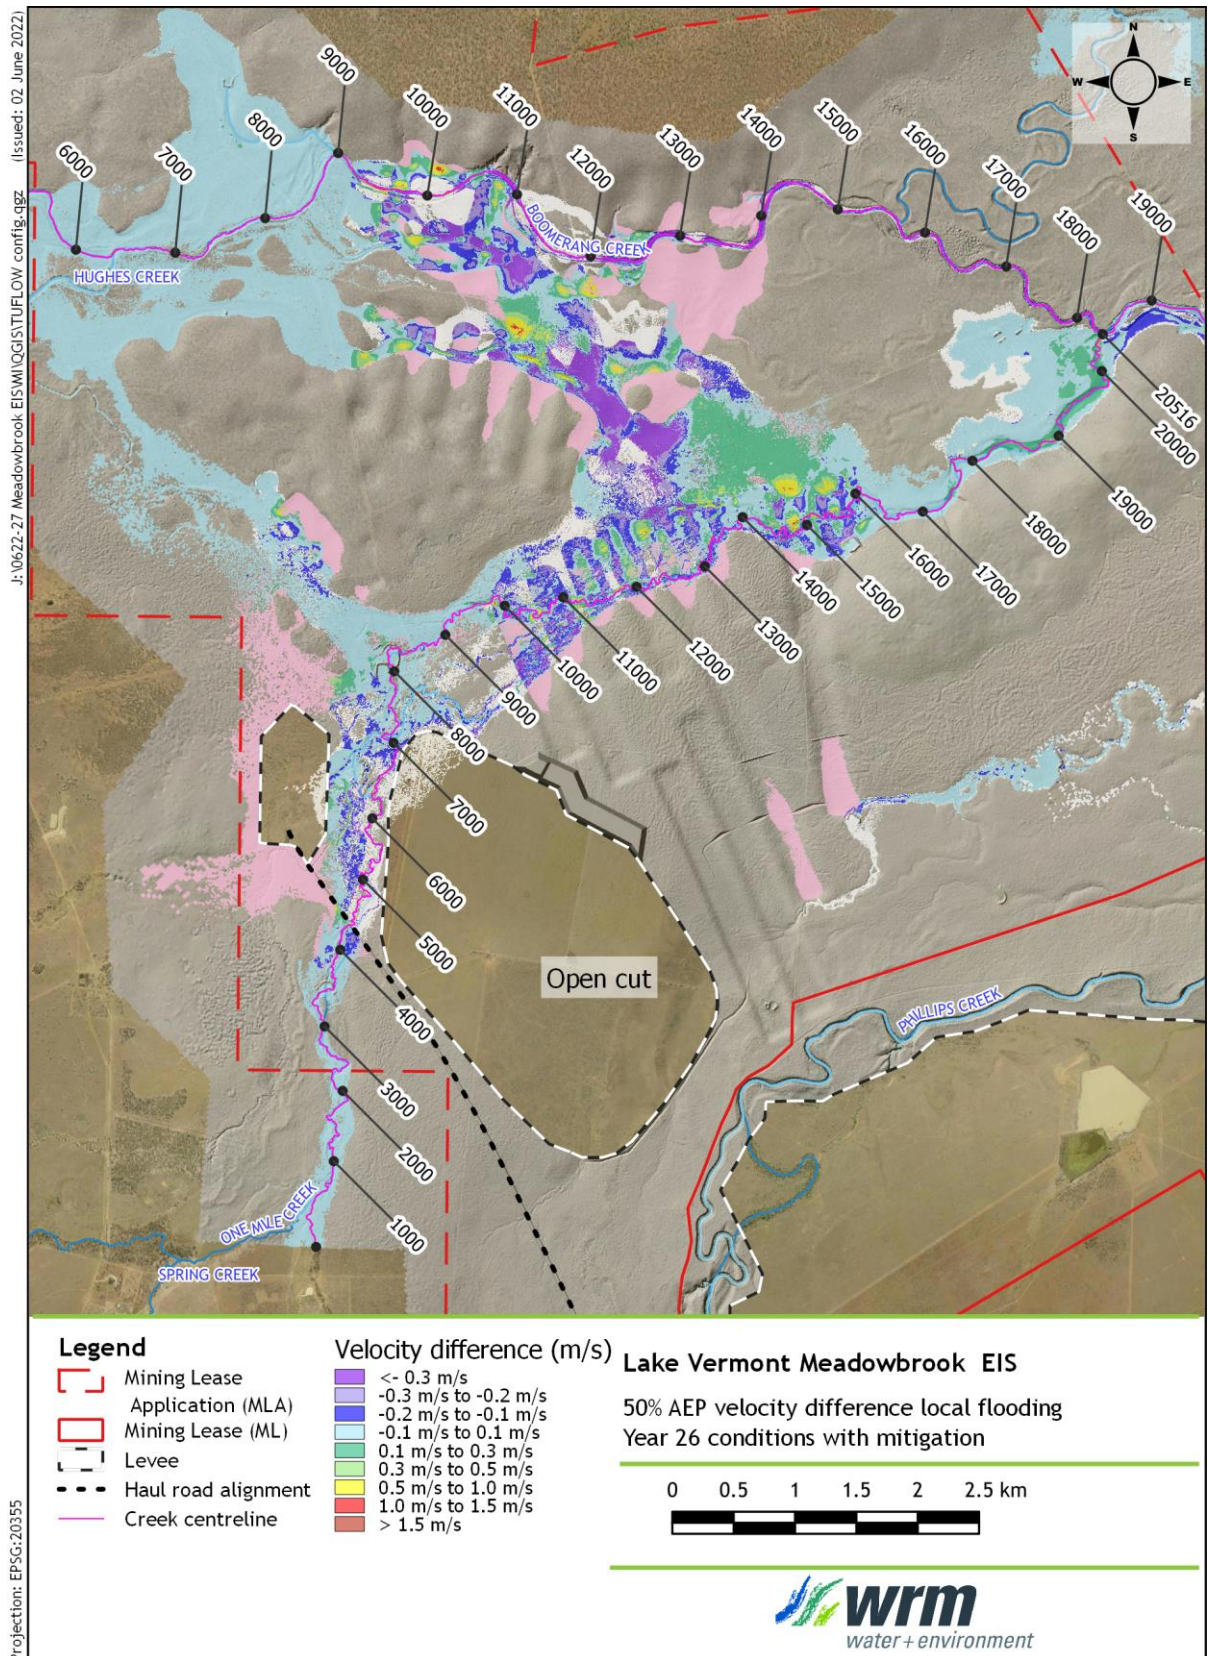 J:\0622-27 Meadowbrook EIS\WI\QGIS\TUFLOW config.qgz (Issued: 02 June 2022)
Projection: EPSG:20355
N
W
E
S
6000
7000
8000
9000
10000
11000
12000
13000
14000
15000
16000
17000
18000
19000
HUGHES CREEK
BOOMERANG CREEK
20516
20000
19000
18000
17000
16000
15000
14000
13000
12000
11000
10000
9000
8000
7000
6000
5000
4000
3000
2000
1000
Open cut
PHILLIPS CREEK
ONE MILE CREEK
SPRING CREEK
Legend
Mining Lease
Application (MLA)
Mining Lease (ML)
Levee
Haul road alignment
Creek centreline
Velocity difference (m/s)
<- 0.3 m/s
-0.3 m/s to -0.2 m/s
-0.2 m/s to -0.1 m/s
-0.1 m/s to 0.1 m/s
0.1 m/s to 0.3 m/s
0.3 m/s to 0.5 m/s
0.5 m/s to 1.0 m/s
1.0 m/s to 1.5 m/s
> 1.5 m/s
Lake Vermont Meadowbrook EIS
50% AEP velocity difference local flooding
Year 26 conditions with mitigation
0 0.5 1 1.5 2 2.5 km
wrm
water + environment